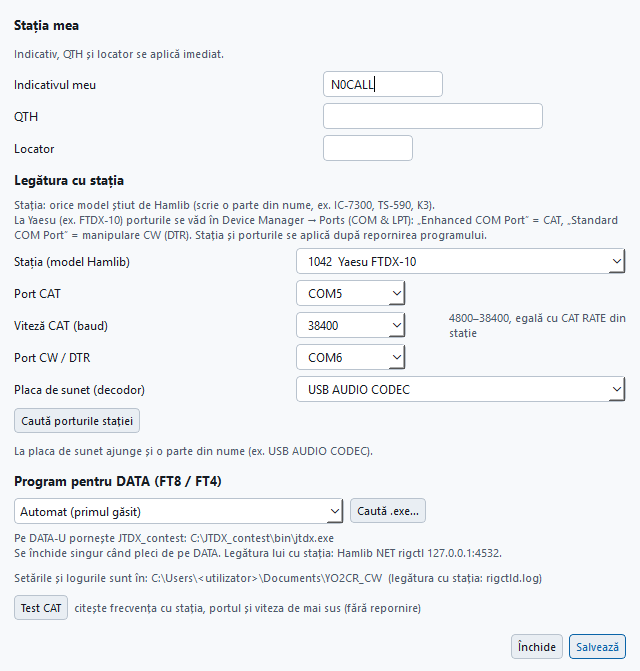 Stația mea
Indicativ, QTH și locator se aplică imediat.
Indicativul meu
N0CALL
QTH
Locator
Legătura cu stația
Stația: orice model știut de Hamlib (scrie o parte din nume, ex. IC-7300, TS-590, K3).
La Yaesu (ex. FTDX-10) porturile se văd în Device Manager → Ports (COM & LPT): „Enhanced COM Port” = CAT, „Standard
COM Port” = manipulare CW (DTR). Stația și porturile se aplică după repornirea programului.
Stația (model Hamlib)
1042 Yaesu FTDX-10
Port CAT
COM5
Viteză CAT (baud)
38400
4800–38400, egală cu CAT RATE din
stație
Port CW / DTR
COM6
Placa de sunet (decodor)
USB AUDIO CODEC
Caută porturile stației
La placa de sunet ajunge și o parte din nume (ex. USB AUDIO CODEC).
Program pentru DATA (FT8 / FT4)
Automat (primul găsit)
Caută .exe...
Pe DATA-U pornește JTDX_contest: C:\JTDX_contest\bin\jtdx.exe
Se închide singur când pleci de pe DATA. Legătura lui cu stația: Hamlib NET rigctl 127.0.0.1:4532.
Setările și logurile sunt în: C:\Users\<utilizator>\Documents\YO2CR_CW (legătura cu stația: rigctld.log)
Test CAT
citește frecvența cu stația, portul și viteza de mai sus (fără repornire)
Închide
Salvează